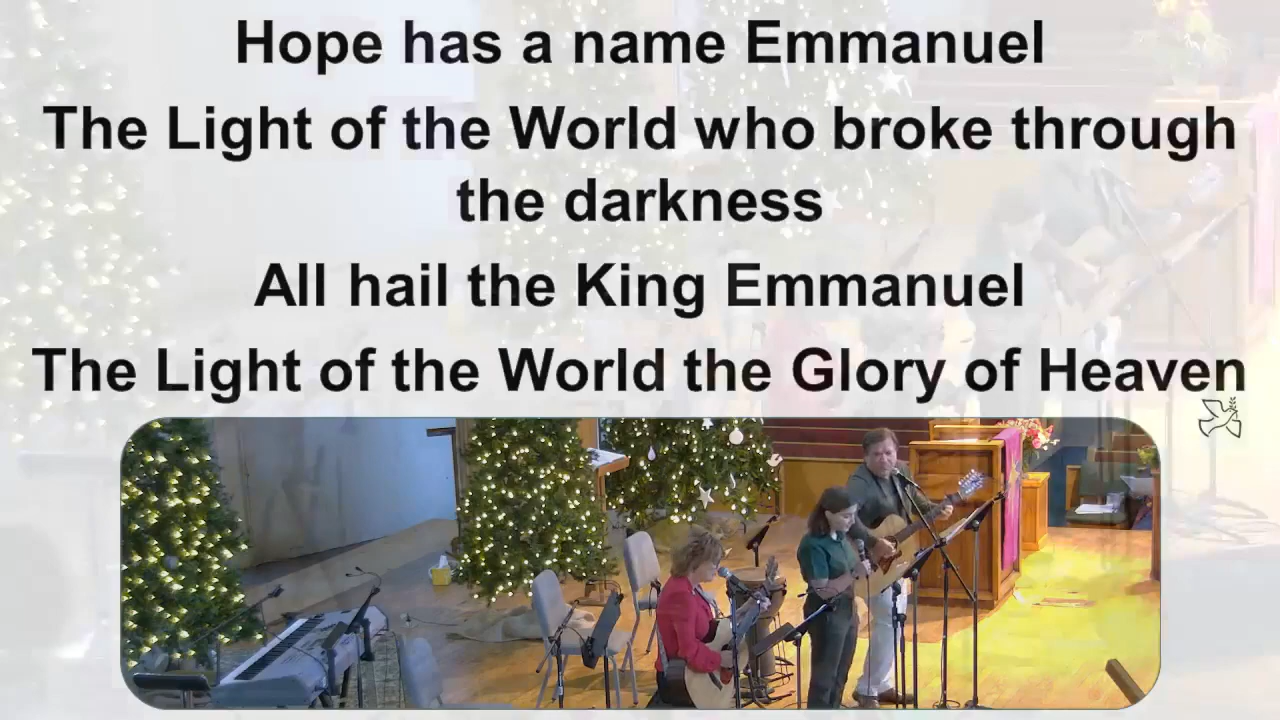 Hope has a name Emmanuel
The Light of the World who broke through
the darkness
All hail the King Emmanuel
The Light of the World the Glory of Heaven